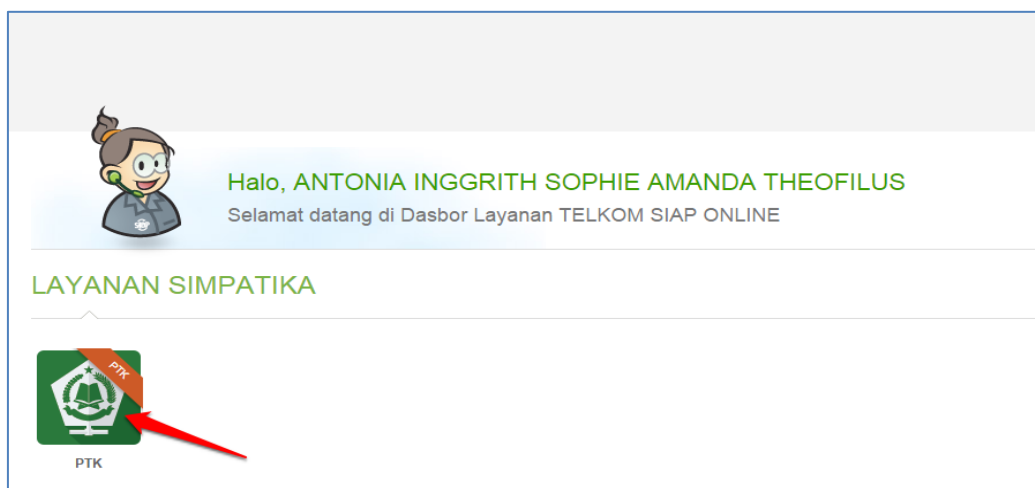 Halo, ANTONIA INGGRITH SOPHIE AMANDA THEOFILUS
Selamat datang di Dasbor Layanan TELKOM SIAP ONLINE
LAYANAN SIMPATIKA
PTK
PTK